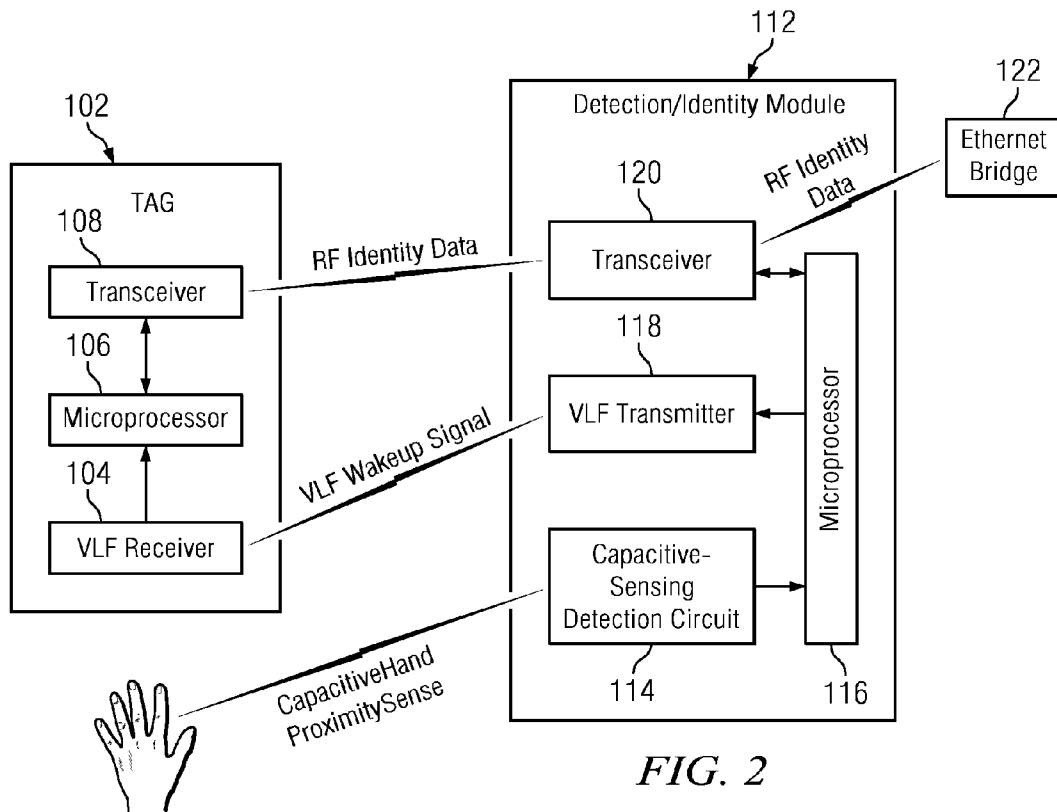 112
122
102
Detection/Identity Module
Ethernet
Bridge
TAG
120
RF Identity
Data
108
RF Identity Data
Transceiver
Transceiver
106
118
Microprocessor
VLF Transmitter
Microprocessor
104
VLF Wakeup Signal
VLF Receiver
Capacitive-
Sensing
Detection Circuit
CapacitiveHand
ProximitySense
114
116
FIG. 2